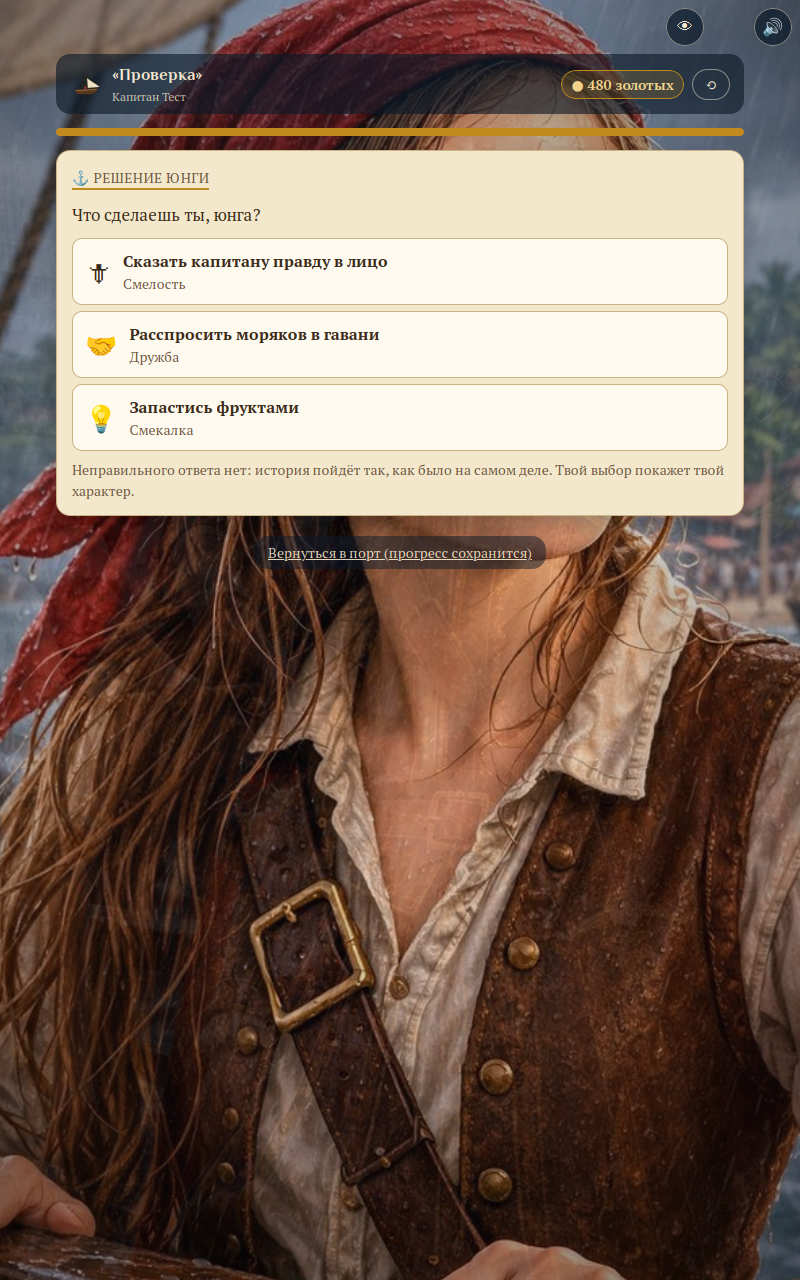 «Проверка»
Капитан Тест
480 золотых
РЕШЕНИЕ ЮНГИ
Что сделаешь ты, юнга?
Сказать капитану правду в лицо
Смелость
Расспросить моряков в гавани
Дружба
Запастись фруктами
Смекалка
Неправильного ответа нет: история пойдёт так, как было на самом деле. Твой выбор покажет твой
характер.
Вернуться в порт (прогресс сохранится)